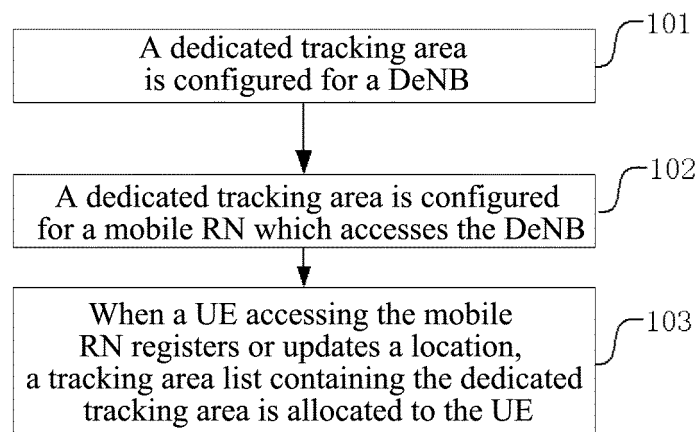 A dedicated tracking area
is configured for a DeNB
101
A dedicated tracking area is configured
for a mobile RN which accesses the DeNB
102
When a UE accessing the mobile
RN registers or updates a location,
a tracking area list containing the dedicated
tracking area is allocated to the UE
103